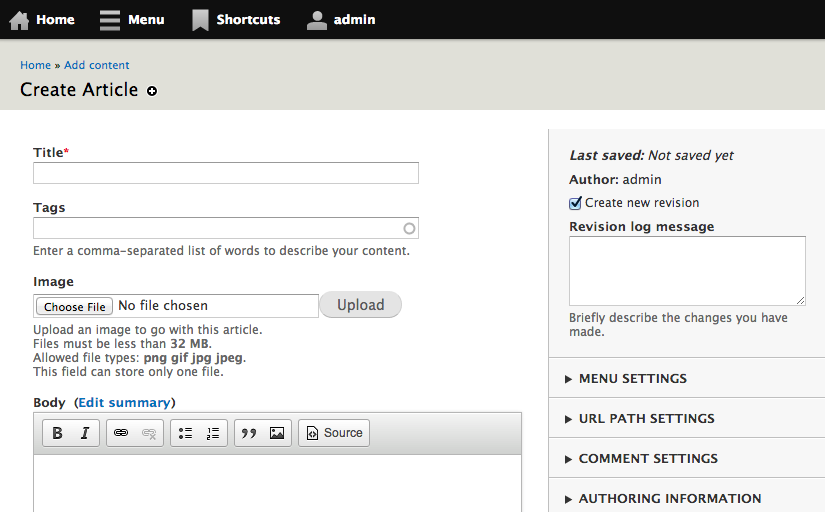 Home Menu Shortcuts admin
Home » Add content
Create Article
Title*
Tags
Enter a comma-separated list of words to describe your content.
Image
Choose File No file chosen Upload
Upload an image to go with this article.
Files must be less than 32 MB.
Allowed file types: png gif jpg jpeg.
This field can store only one file.
Body (Edit summary)
B I Source
Last saved: Not saved yet
Author: admin
Create new revision
Revision log message
Briefly describe the changes you have
made.
MENU SETTINGS
URL PATH SETTINGS
COMMENT SETTINGS
AUTHORING INFORMATION